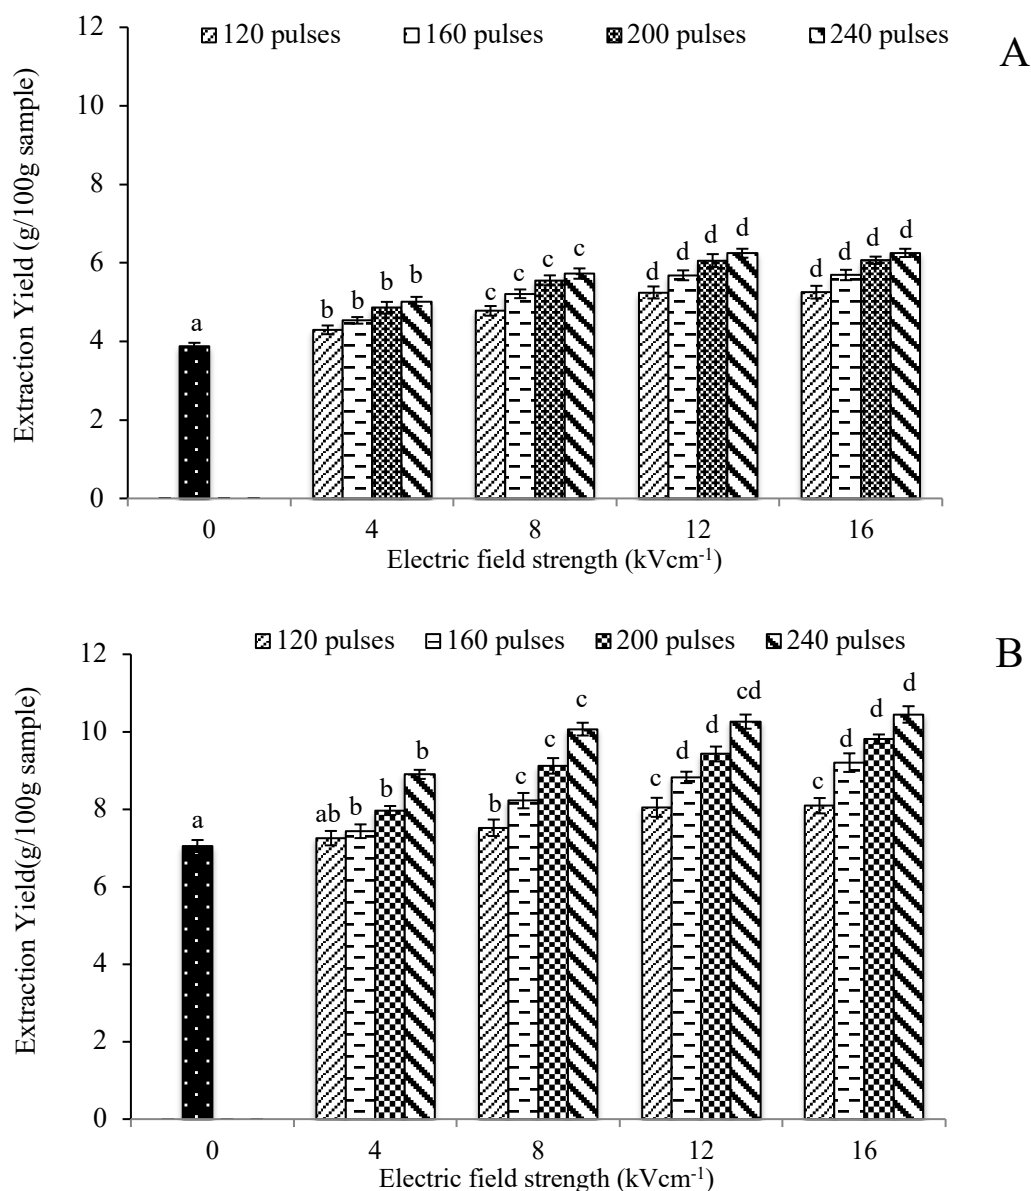 12
120 pulses 160 pulses 200 pulses 240 pulses
A
10
8
6
4
2
0
Extraction Yield (g/100g sample)
a
b b b b
c c c c
d d d d
d d d d
0 4 8 12 16
Electric field strength (kVcm-1)
120 pulses 160 pulses 200 pulses 240 pulses
B
12
10
8
6
4
2
0
Extraction Yield(g/100g sample)
a
ab b b b
b c c c
c d d cd
c d d d
0 4 8 12 16
Electric field strength (kVcm-1)